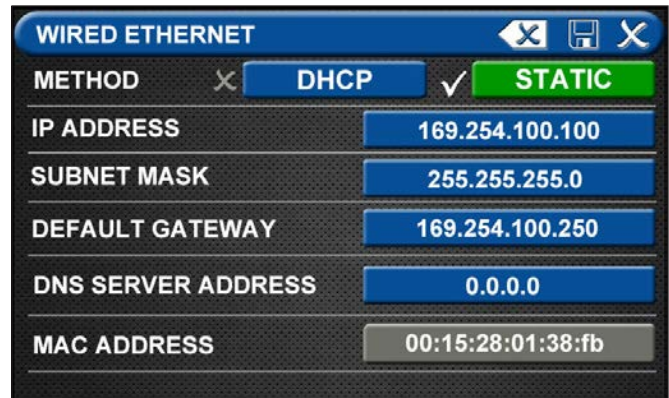 WIRED ETHERNET
METHOD DHCP STATIC
IP ADDRESS 169.254.100.100
SUBNET MASK 255.255.255.0
DEFAULT GATEWAY 169.254.100.250
DNS SERVER ADDRESS 0.0.0.0
MAC ADDRESS 00:15:28:01:38:fb